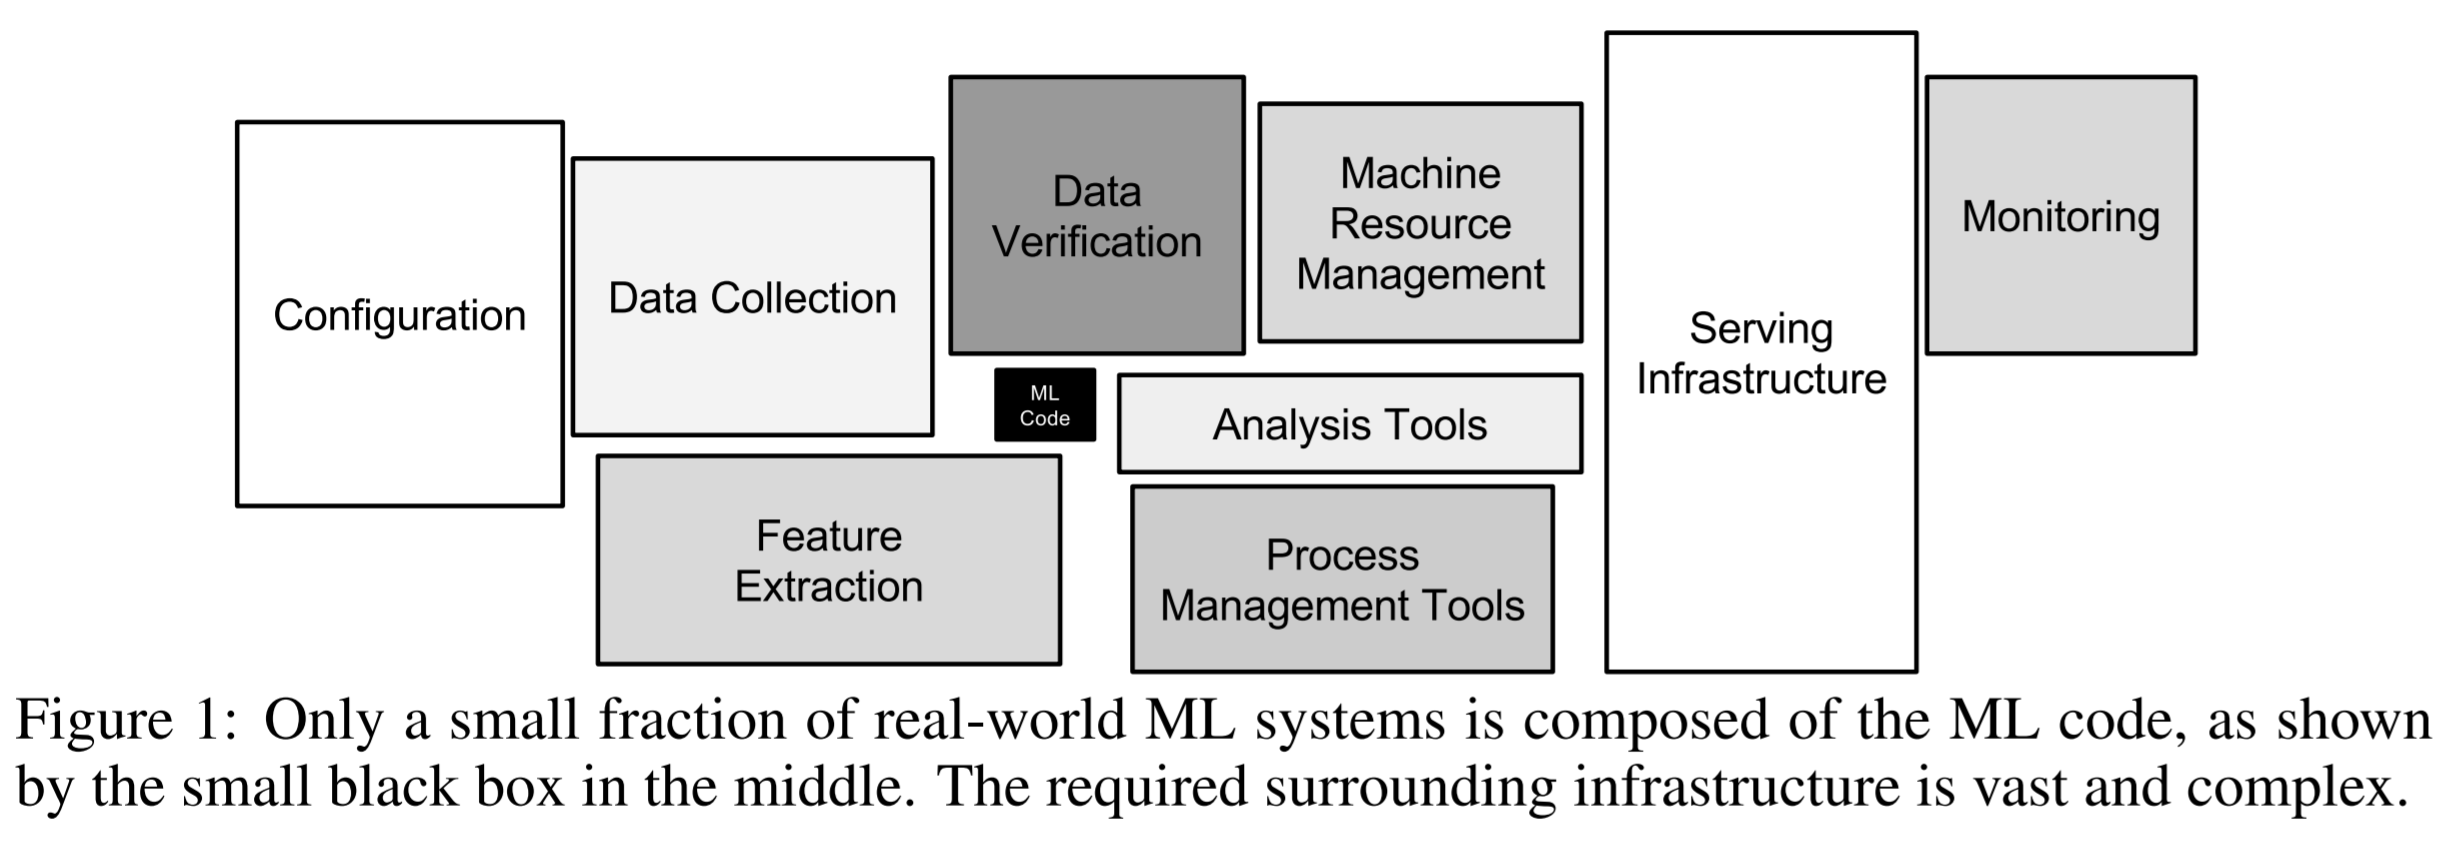 Configuration
Data Collection
Data
Verification
Machine
Resource
Management
Serving
Infrastructure
Monitoring
ML
Code
Analysis Tools
Feature
Extraction
Process
Management Tools
Figure 1: Only a small fraction of real-world ML systems is composed of the ML code, as shown
by the small black box in the middle. The required surrounding infrastructure is vast and complex.